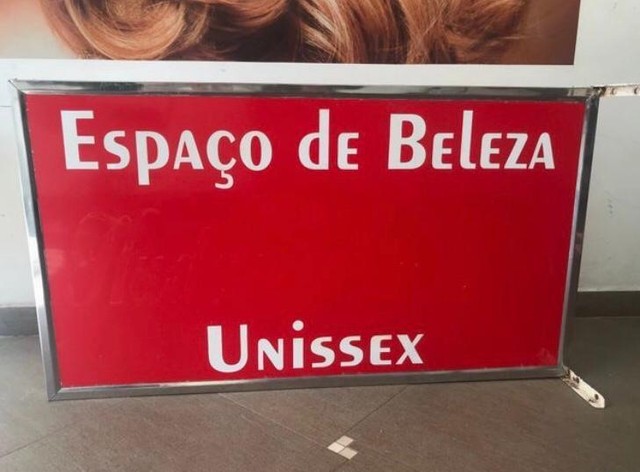 Espaço de Beleza
Unissex